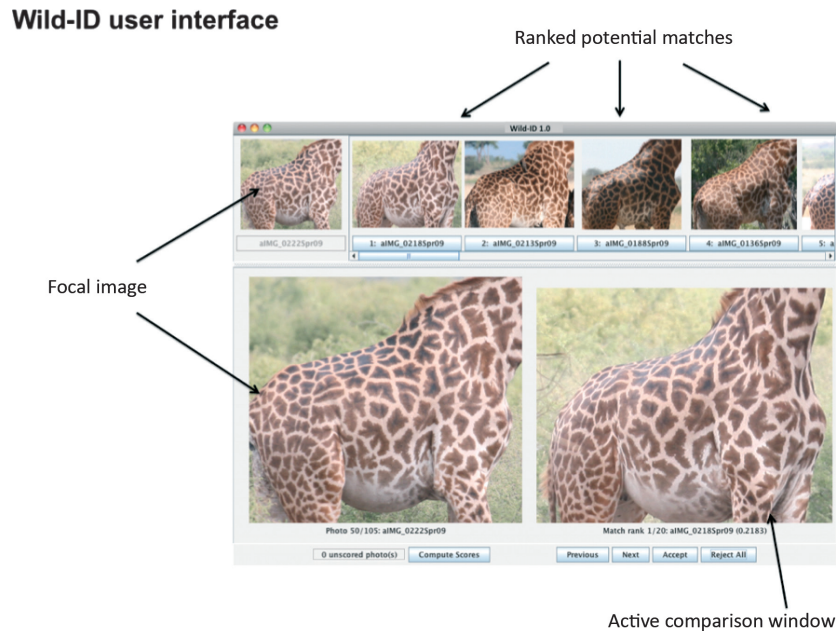 Wild-ID user interface
Ranked potential matches
Wild-ID 1.0
aIMG_0222Spr09
1: aIMG_0218Spr09
2: aIMG_0213Spr09
3: aIMG_0188Spr09
4: aIMG_0136Spr09
5: a
Focal image
Photo 50/105: aIMG_0222Spr09
Match rank 1/20: aIMG_0218Spr09 (0.2183)
0 unscored photo(s)
Compute Scores
Previous
Next
Accept
Reject All
Active comparison window